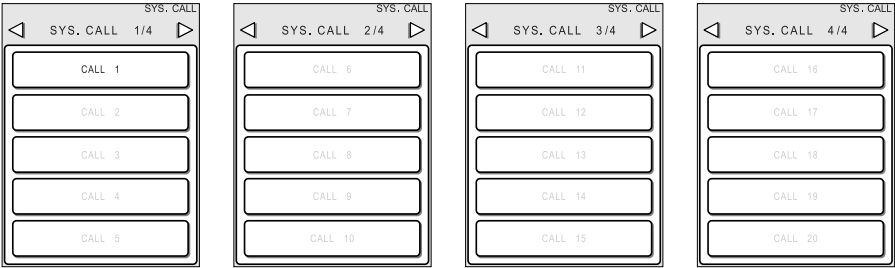 SYS. CALL
SYS. CALL 1/4
CALL 1
CALL 2
CALL 3
CALL 4
CALL 5
SYS. CALL
SYS. CALL 2/4
CALL 6
CALL 7
CALL 8
CALL 9
CALL 10
SYS. CALL
SYS. CALL 3/4
CALL 11
CALL 12
CALL 13
CALL 14
CALL 15
SYS. CALL
SYS. CALL 4/4
CALL 16
CALL 17
CALL 18
CALL 19
CALL 20